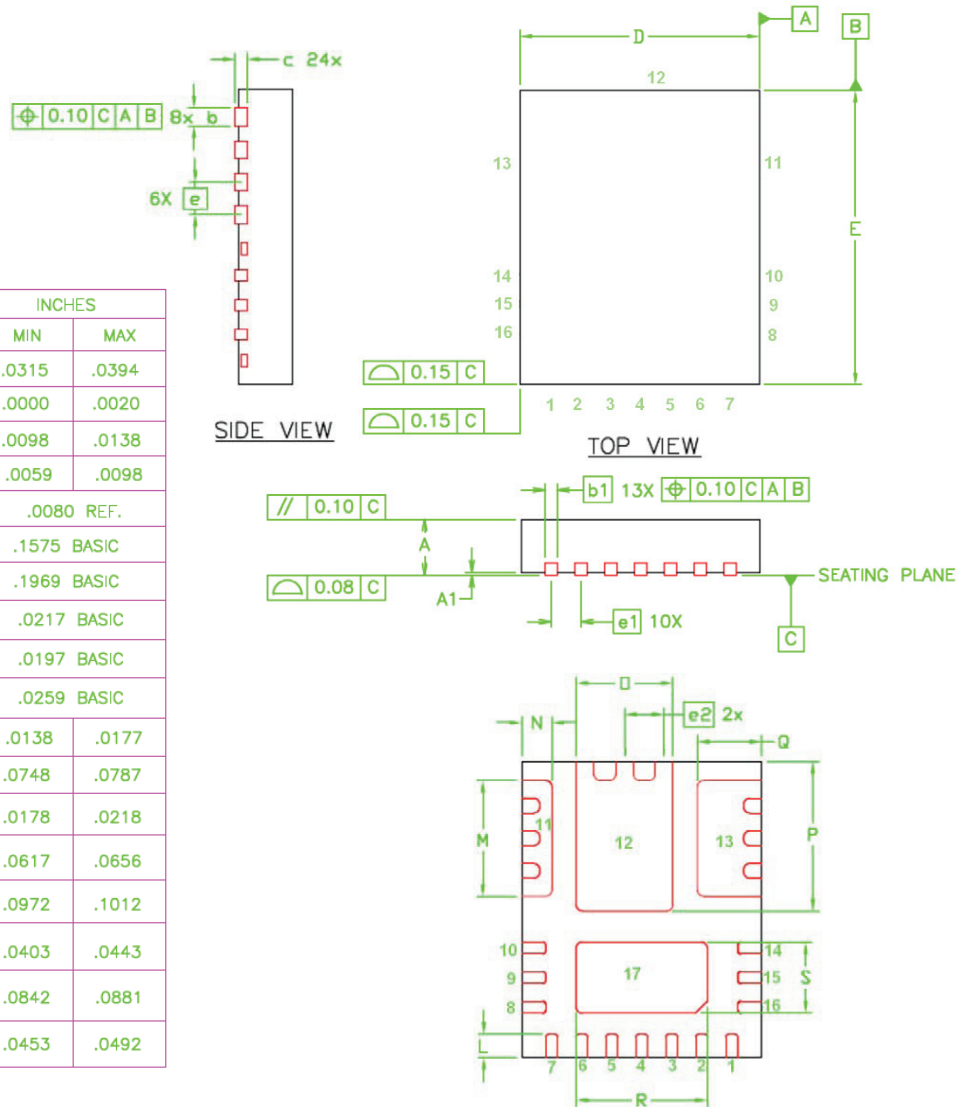 D
A
B
c 24x
⌖ 0.10 C A B 8x b
6X e
12
13
11
E
14
10
15
9
16
8
⌓ 0.15 C
⌓ 0.15 C
1 2 3 4 5 6 7
SIDE VIEW
TOP VIEW
INCHES
MIN MAX
.0315 .0394
.0000 .0020
.0098 .0138
.0059 .0098
.0080 REF.
.1575 BASIC
.1969 BASIC
.0217 BASIC
.0197 BASIC
.0259 BASIC
.0138 .0177
.0748 .0787
.0178 .0218
.0617 .0656
.0972 .1012
.0403 .0443
.0842 .0881
.0453 .0492
b1 13X ⌖ 0.10 C A B
// 0.10 C
A
⌓ 0.08 C
A1
SEATING PLANE
e1 10X
C
O
N
e2 2x
Q
M
11
12
13
P
10
14
9
17
15
S
8
16
L
7 6 5 4 3 2 1
R